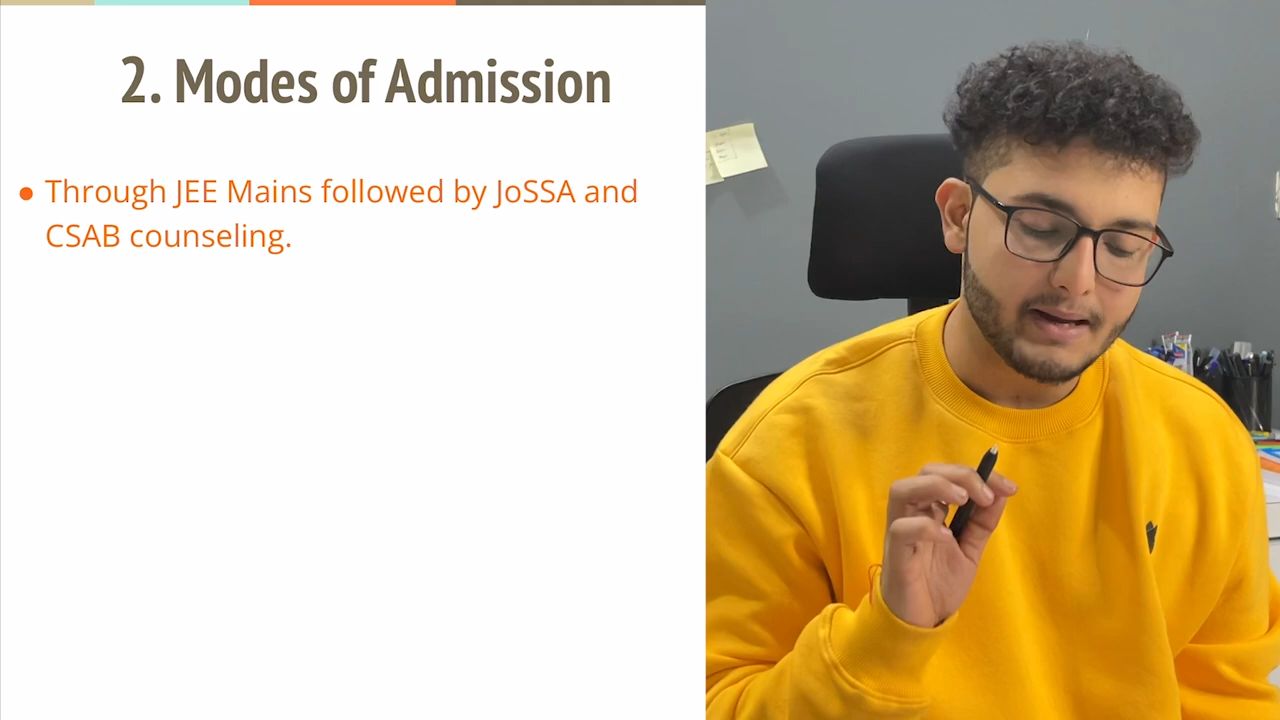 2. Modes of Admission
● Through JEE Mains followed by JoSSA and
CSAB counseling.